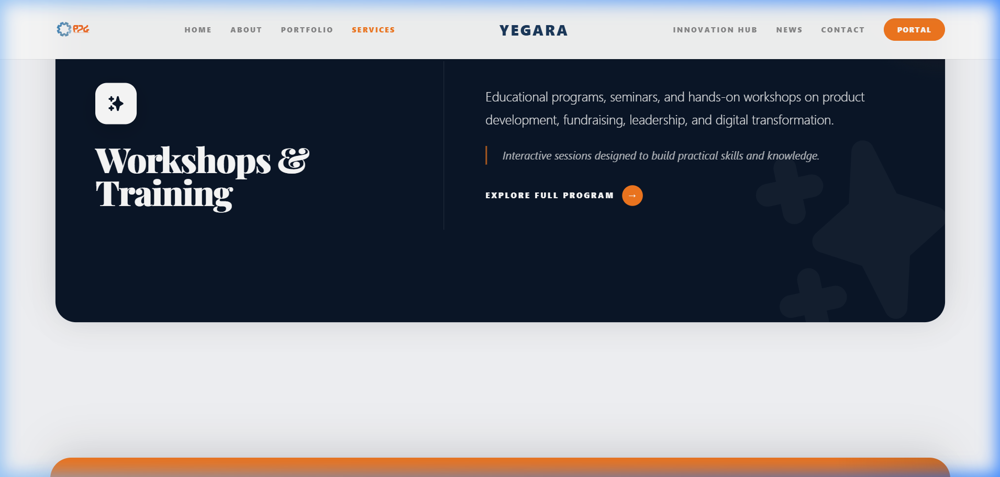 HOME ABOUT PORTFOLIO SERVICES YEGARA INNOVATION HUB NEWS CONTACT PORTAL
Workshops &
Training
Educational programs, seminars, and hands-on workshops on product
development, fundraising, leadership, and digital transformation.
Interactive sessions designed to build practical skills and knowledge.
EXPLORE FULL PROGRAM →